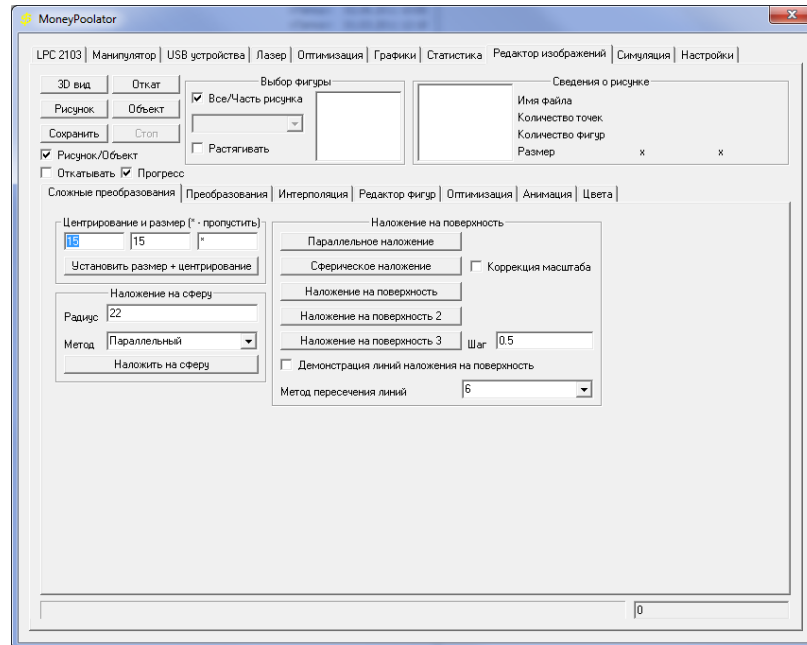 MoneyPoolator
LPC 2103 Манипулятор USB устройства Лазер Оптимизация Графики Статистика Редактор изображений Симуляция Настройки
3D вид Откат
Рисунок Объект
Сохранить Стоп
Рисунок/Объект
Откатывать Прогресс
Выбор фигуры
Все/Часть рисунка
Растягивать
Сведения о рисунке
Имя файла
Количество точек
Количество фигур
Размер x x
Сложные преобразования Преобразования Интерполяция Редактор фигур Оптимизация Анимация Цвета
Центрирование и размер (* - пропустить)
15 15 *
Установить размер + центрирование
Наложение на сферу
Радиус 22
Метод Параллельный
Наложить на сферу
Наложение на поверхность
Параллельное наложение
Сферическое наложение Коррекция масштаба
Наложение на поверхность
Наложение на поверхность 2
Наложение на поверхность 3 Шаг 0.5
Демонстрация линий наложения на поверхность
Метод пересечения линий 6
0